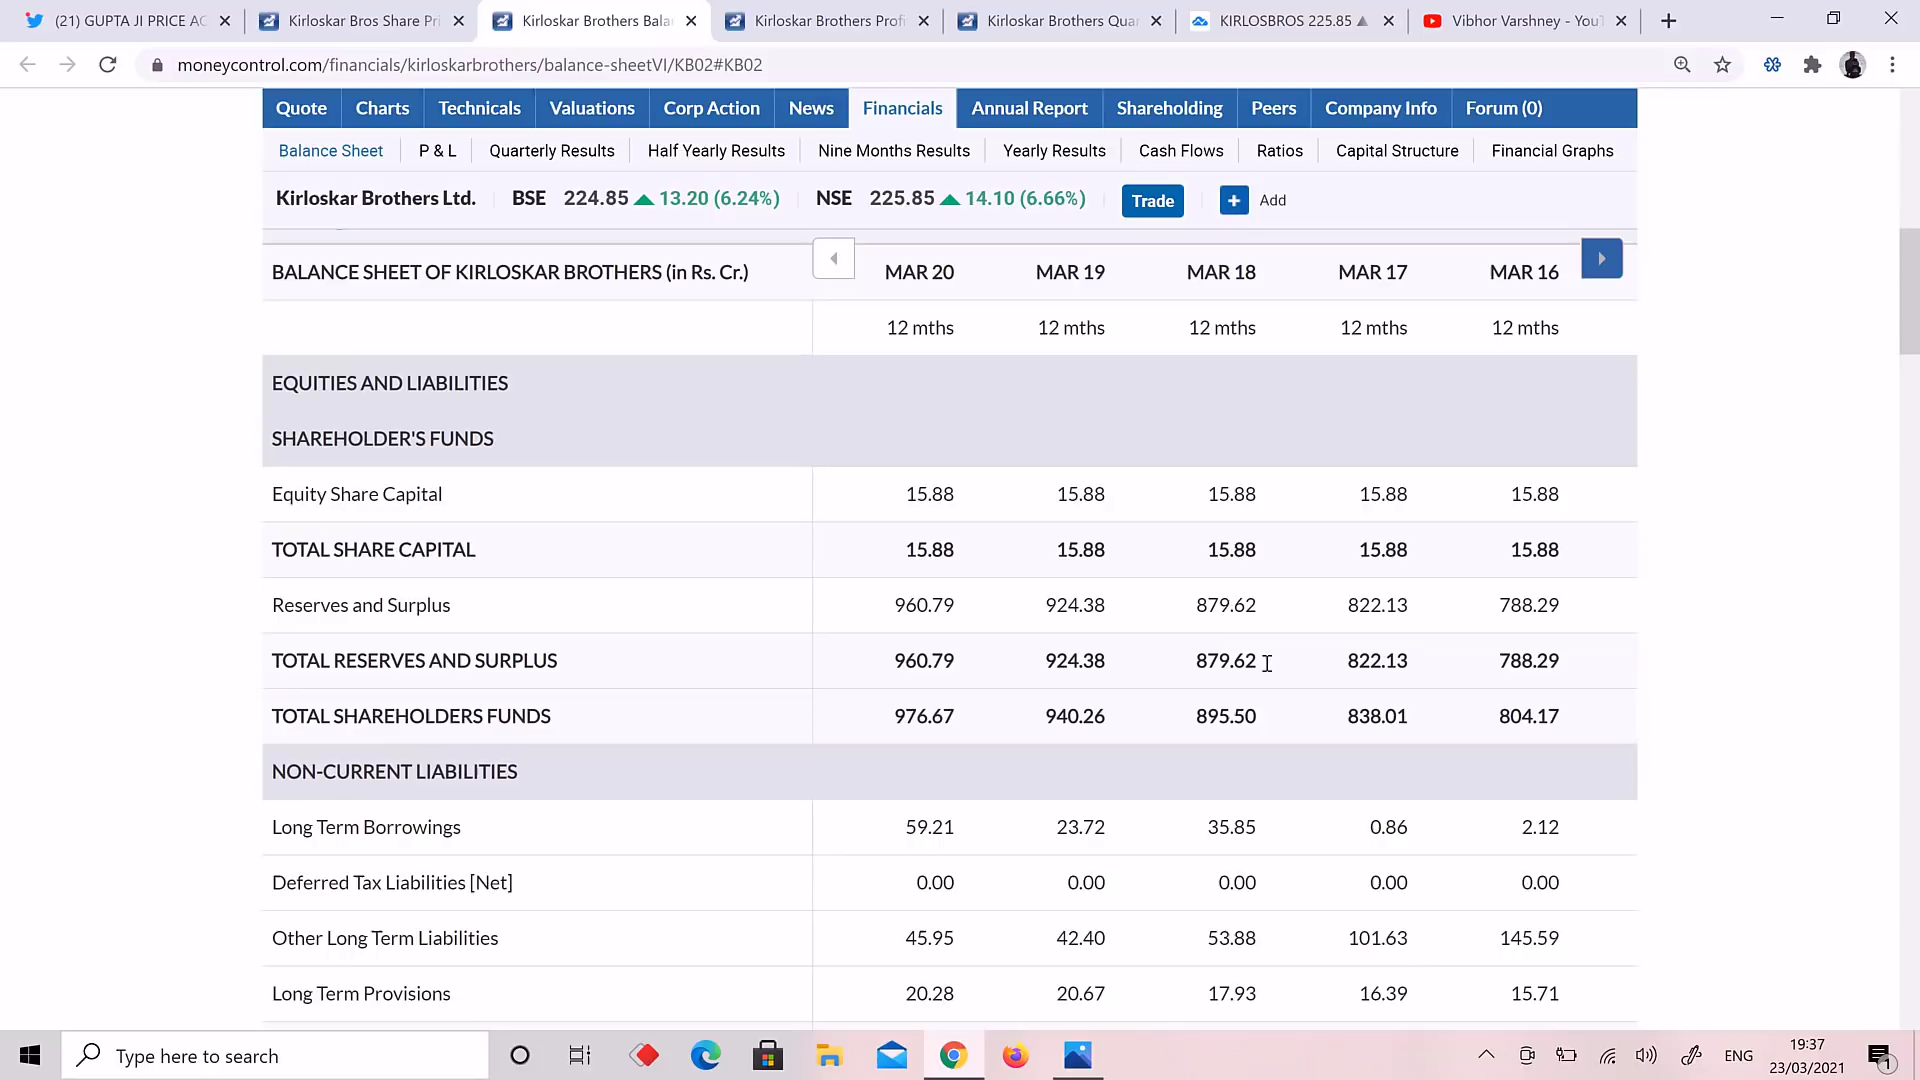 (21) GUPTA JI PRICE AC
Kirloskar Bros Share Pri
Kirloskar Brothers Balan
Kirloskar Brothers Profi
Kirloskar Brothers Quar
KIRLOSBROS 225.85 ▲
Vibhor Varshney - YouT
moneycontrol.com/financials/kirloskarbrothers/balance-sheetVI/KB02#KB02
Quote Charts Technicals Valuations Corp Action News Financials Annual Report Shareholding Peers Company Info Forum (0)
Balance Sheet P & L Quarterly Results Half Yearly Results Nine Months Results Yearly Results Cash Flows Ratios Capital Structure Financial Graphs
Kirloskar Brothers Ltd. BSE 224.85 ▲ 13.20 (6.24%) NSE 225.85 ▲ 14.10 (6.66%) Trade + Add
BALANCE SHEET OF KIRLOSKAR BROTHERS (in Rs. Cr.) MAR 20 MAR 19 MAR 18 MAR 17 MAR 16
12 mths 12 mths 12 mths 12 mths 12 mths
EQUITIES AND LIABILITIES
SHAREHOLDER'S FUNDS
Equity Share Capital 15.88 15.88 15.88 15.88 15.88
TOTAL SHARE CAPITAL 15.88 15.88 15.88 15.88 15.88
Reserves and Surplus 960.79 924.38 879.62 822.13 788.29
TOTAL RESERVES AND SURPLUS 960.79 924.38 879.62 822.13 788.29
TOTAL SHAREHOLDERS FUNDS 976.67 940.26 895.50 838.01 804.17
NON-CURRENT LIABILITIES
Long Term Borrowings 59.21 23.72 35.85 0.86 2.12
Deferred Tax Liabilities [Net] 0.00 0.00 0.00 0.00 0.00
Other Long Term Liabilities 45.95 42.40 53.88 101.63 145.59
Long Term Provisions 20.28 20.67 17.93 16.39 15.71
Type here to search
ENG
19:37
23/03/2021
1